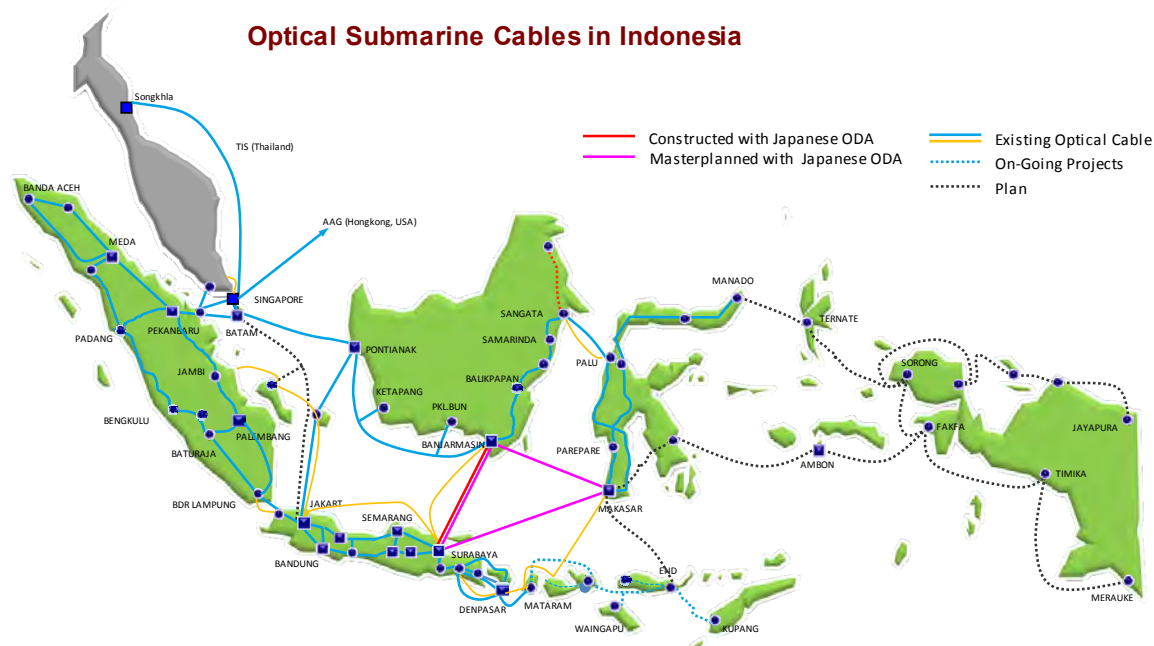 Optical Submarine Cables in Indonesia
Songkhla
TIS (Thailand)
Constructed with Japanese ODA
Masterplanned with Japanese ODA
Existing Optical Cable
On-Going Projects
Plan
BANDA ACEH
AAG (Hongkong, USA)
MEDA
SINGAPORE
MANADO
PADANG
PEKANBARU
BATAM
SANGATA
TERNATE
SAMARINDA
PONTIANAK
PALU
SORONG
JAMBI
BALIKPAPAN
KETAPANG
PKL.BUN
BENGKULU
PALEMBANG
BANJARMASIN
FAKFA
JAYAPURA
BATURAJA
PAREPARE
AMBON
TIMIKA
BDR LAMPUNG
JAKART
MAKASAR
SEMARANG
SURABAYA
BANDUNG
END
DENPASAR
MATARAM
MERAUKE
WAINGAPU
KUPANG